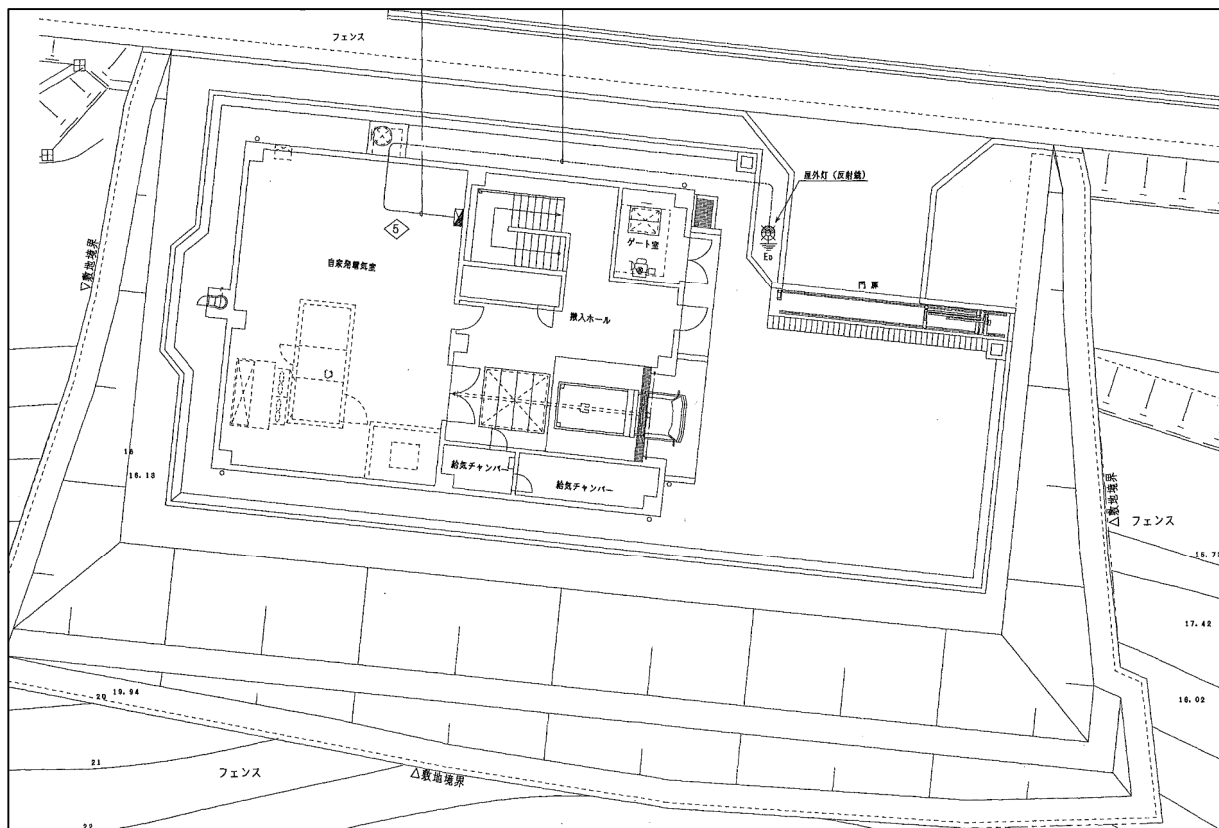 フェンス
屋外灯(反射鏡)
ゲート室
5
自家発電気室
E₀
▽敷地境界
門扉
搬入ホール
給気チャンバー
給気チャンバー
18
16.13
△敷地境界
フェンス
17.42
18.02
20
19.94
21
フェンス
△敷地境界
22